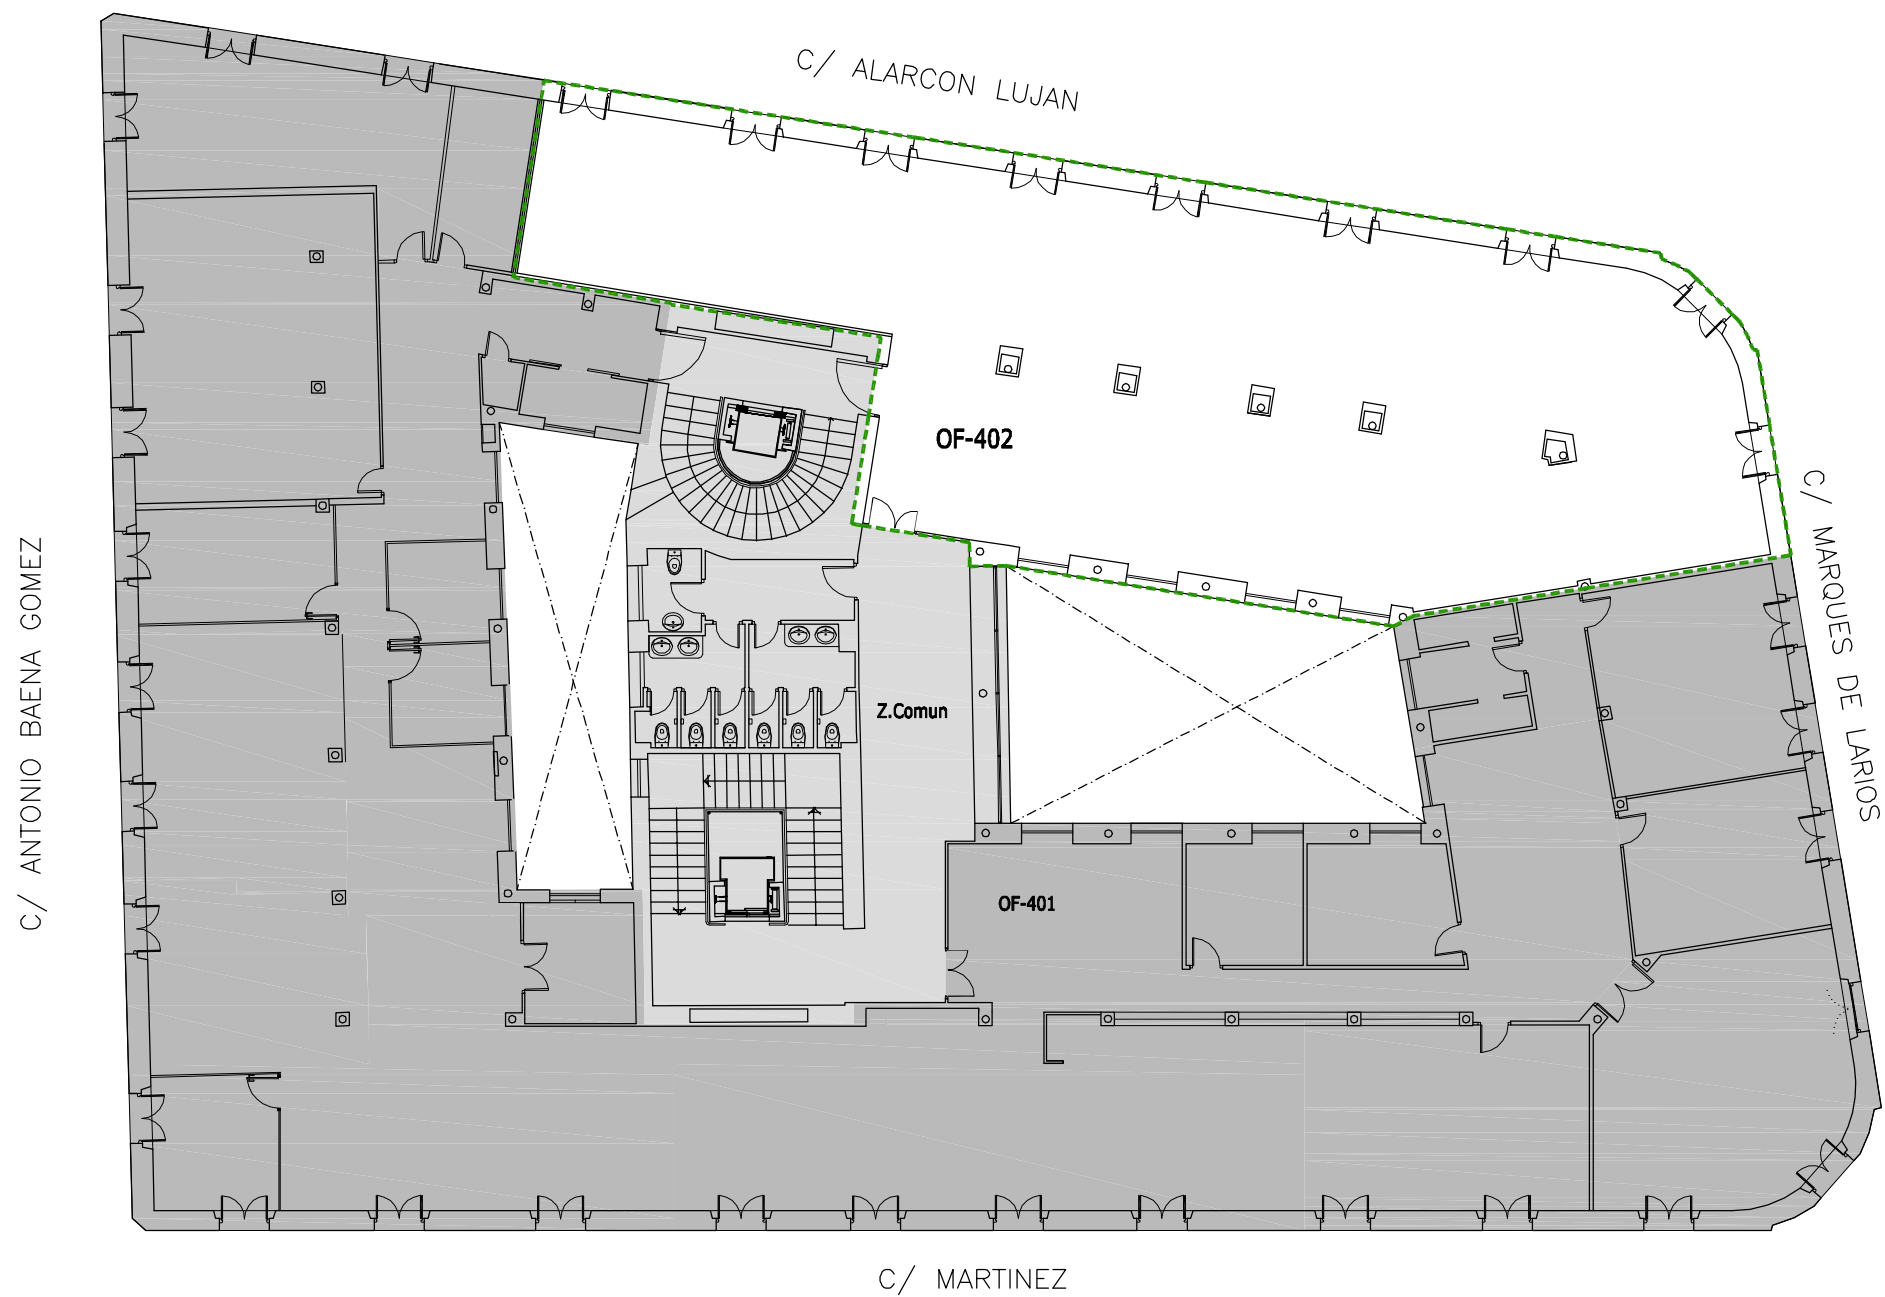 C/ ALARCON LUJAN
OF-402
C/ MARQUES DE LARIOS
C/ ANTONIO BAENA GOMEZ
Z.Comun
OF-401
C/ MARTINEZ